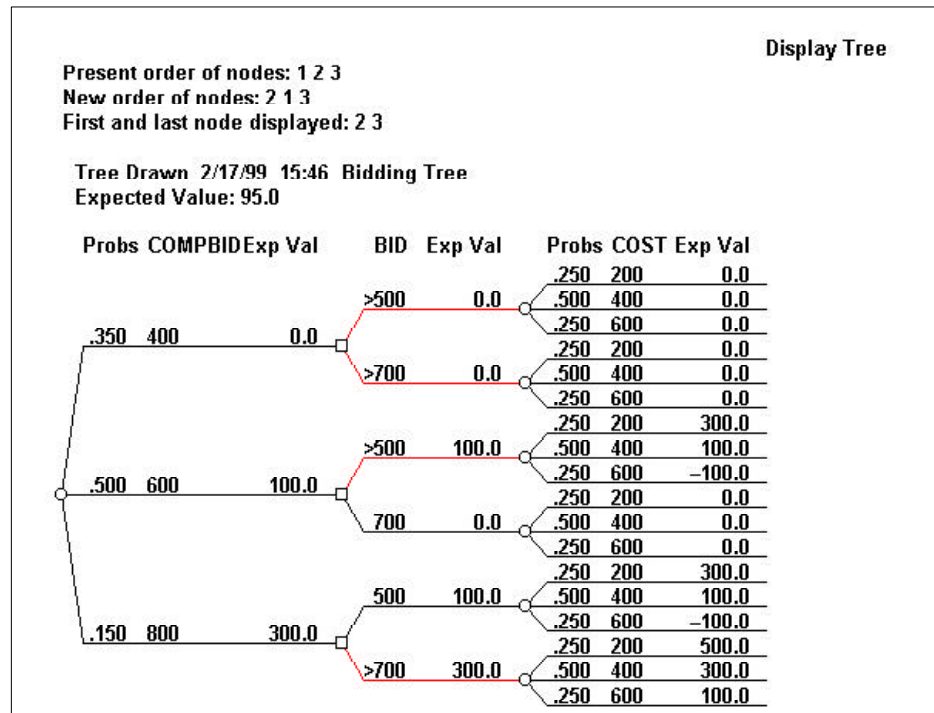 Display Tree
Present order of nodes: 1 2 3
New order of nodes: 2 1 3
First and last node displayed: 2 3
Tree Drawn 2/17/99 15:46 Bidding Tree
Expected Value: 95.0
Probs COMPBID Exp Val BID Exp Val Probs COST Exp Val
.250 200 0.0
>500 0.0 .500 400 0.0
.250 600 0.0
.350 400 0.0 .250 200 0.0
>700 0.0 .500 400 0.0
.250 600 0.0
.250 200 300.0
>500 100.0 .500 400 100.0
.250 600 –100.0
.500 600 100.0 .250 200 0.0
700 0.0 .500 400 0.0
.250 600 0.0
.250 200 300.0
500 100.0 .500 400 100.0
.250 600 –100.0
.150 800 300.0 .250 200 500.0
>700 300.0 .500 400 300.0
.250 600 100.0